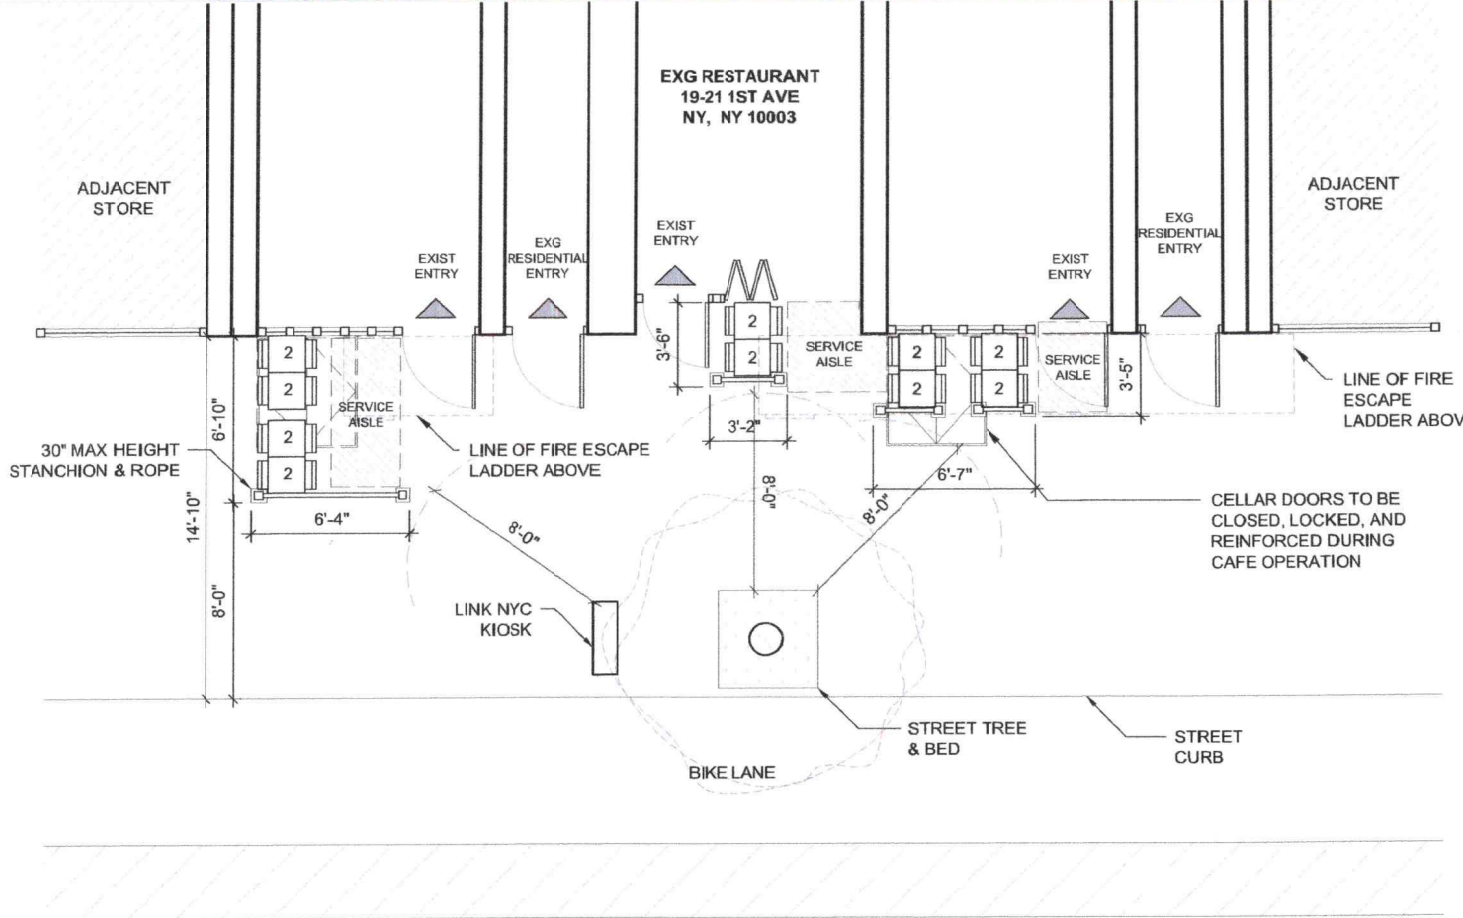 EXG RESTAURANT
19-21 1ST AVE
NY, NY 10003
ADJACENT
STORE
ADJACENT
STORE
EXIST
ENTRY
EXG
RESIDENTIAL
ENTRY
EXIST
ENTRY
EXIST
ENTRY
EXG
RESIDENTIAL
ENTRY
2
2
2
2
SERVICE
AISLE
3'-6"
2
2
SERVICE
AISLE
2
2
2
2
SERVICE
AISLE
3'-5"
LINE OF FIRE
ESCAPE
LADDER ABOV
6'-10"
30" MAX HEIGHT
STANCHION & ROPE
LINE OF FIRE ESCAPE
LADDER ABOVE
3'-2"
6'-7"
14'-10"
6'-4"
8'-0"
8'-0"
8'-0"
8'-0"
CELLAR DOORS TO BE
CLOSED, LOCKED, AND
REINFORCED DURING
CAFE OPERATION
LINK NYC
KIOSK
STREET TREE
& BED
STREET
CURB
BIKE LANE